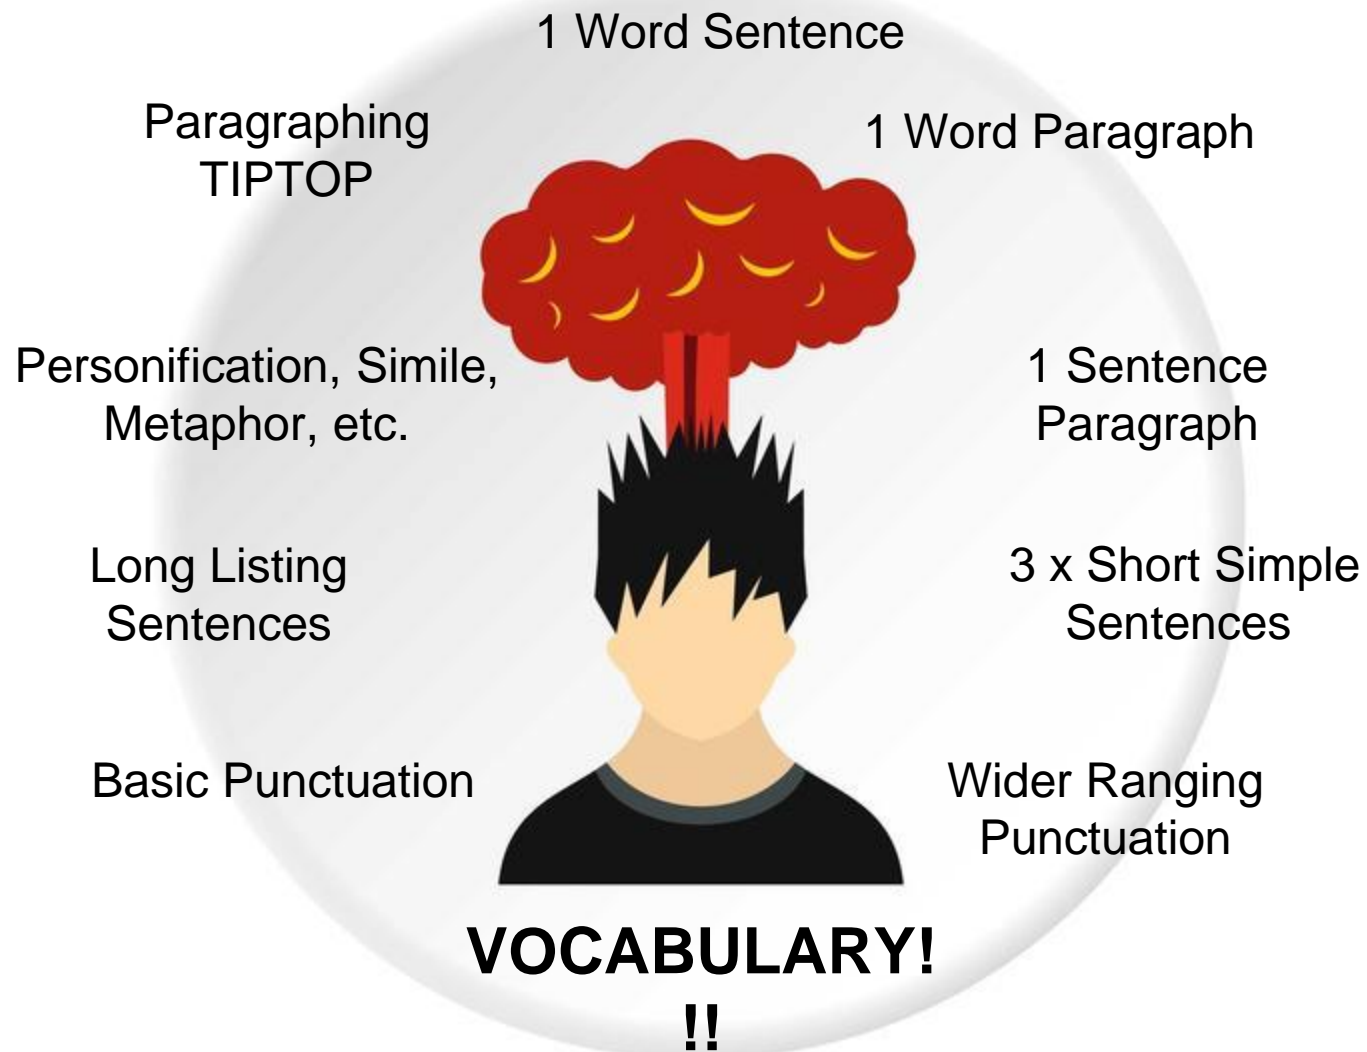 1 Word Sentence
Paragraphing
TIPTOP
1 Word Paragraph
Personification, Simile,
Metaphor, etc.
1 Sentence
Paragraph
Long Listing
Sentences
3 x Short Simple
Sentences
Basic Punctuation
Wider Ranging
Punctuation
VOCABULARY!
!!